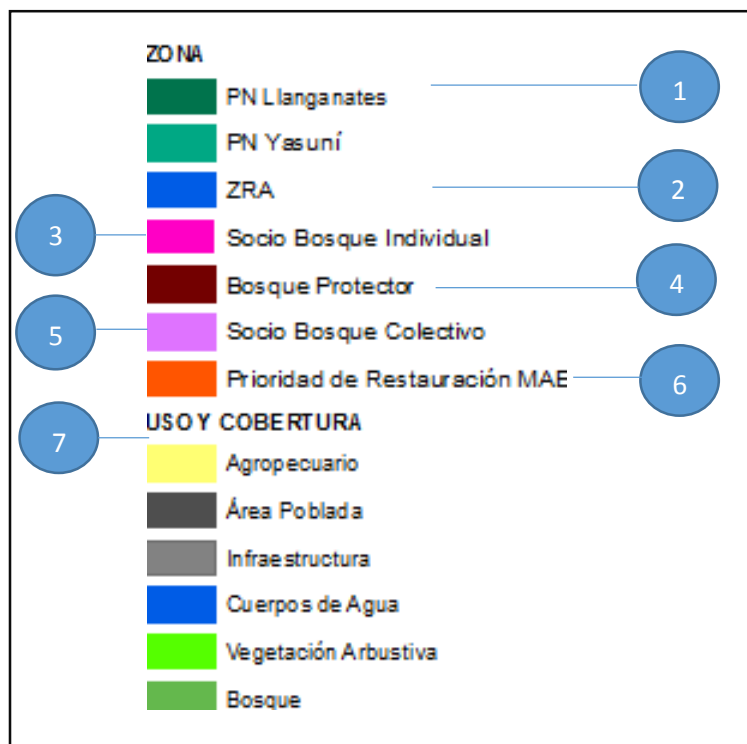 ZONA
PN Llanganates
1
PN Yasuní
ZRA
2
3
Socio Bosque Individual
Bosque Protector
4
5
Socio Bosque Colectivo
Prioridad de Restauración MAE
6
7
USO Y COBERTURA
Agropecuario
Área Poblada
Infraestructura
Cuerpos de Agua
Vegetación Arbustiva
Bosque